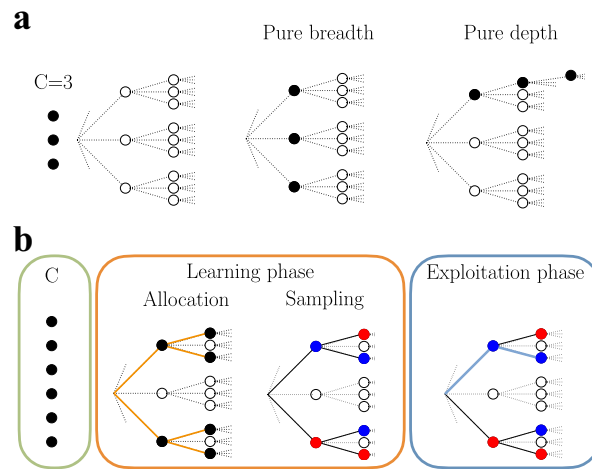 a
Pure breadth
Pure depth
C=3
b
C
Learning phase
Exploitation phase
Allocation
Sampling